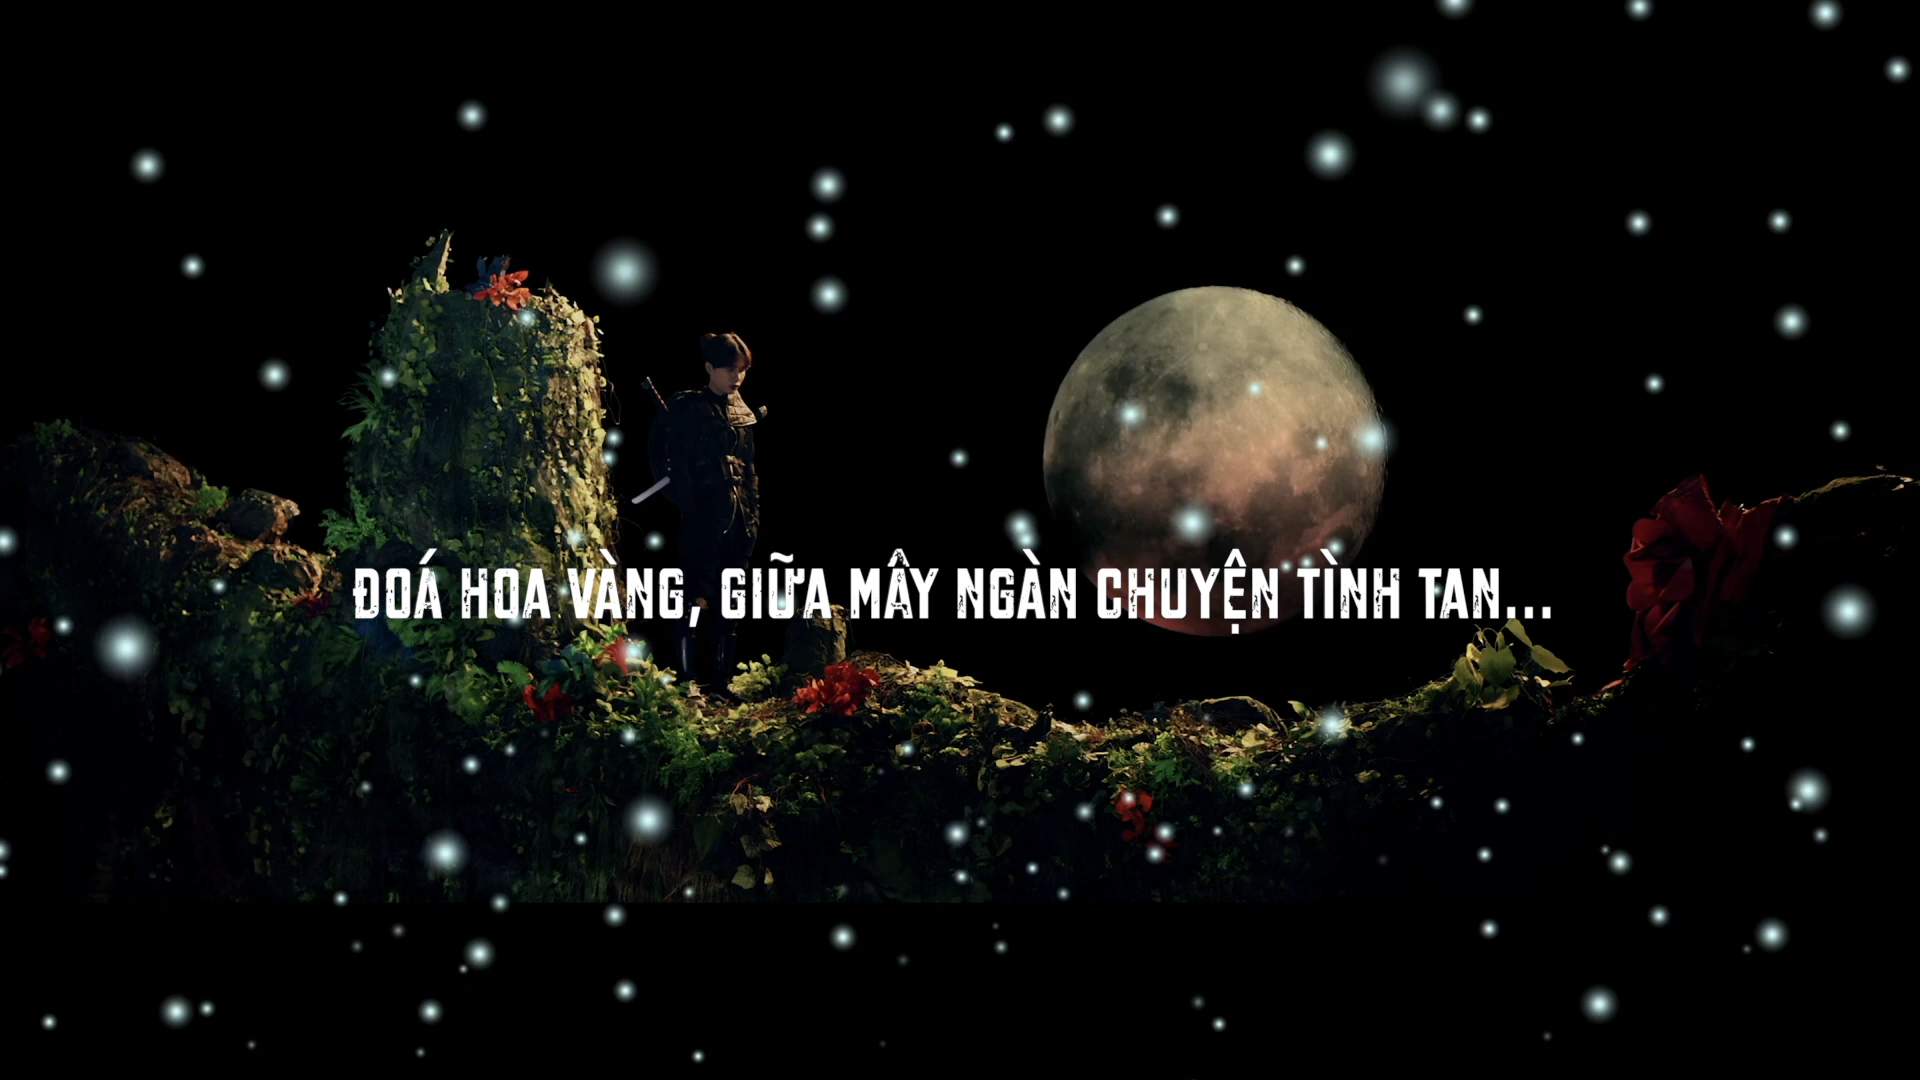 ĐOÁ HOA VÀNG, GIỮA MÂY NGÀN CHUYỆN TÌNH TAN...